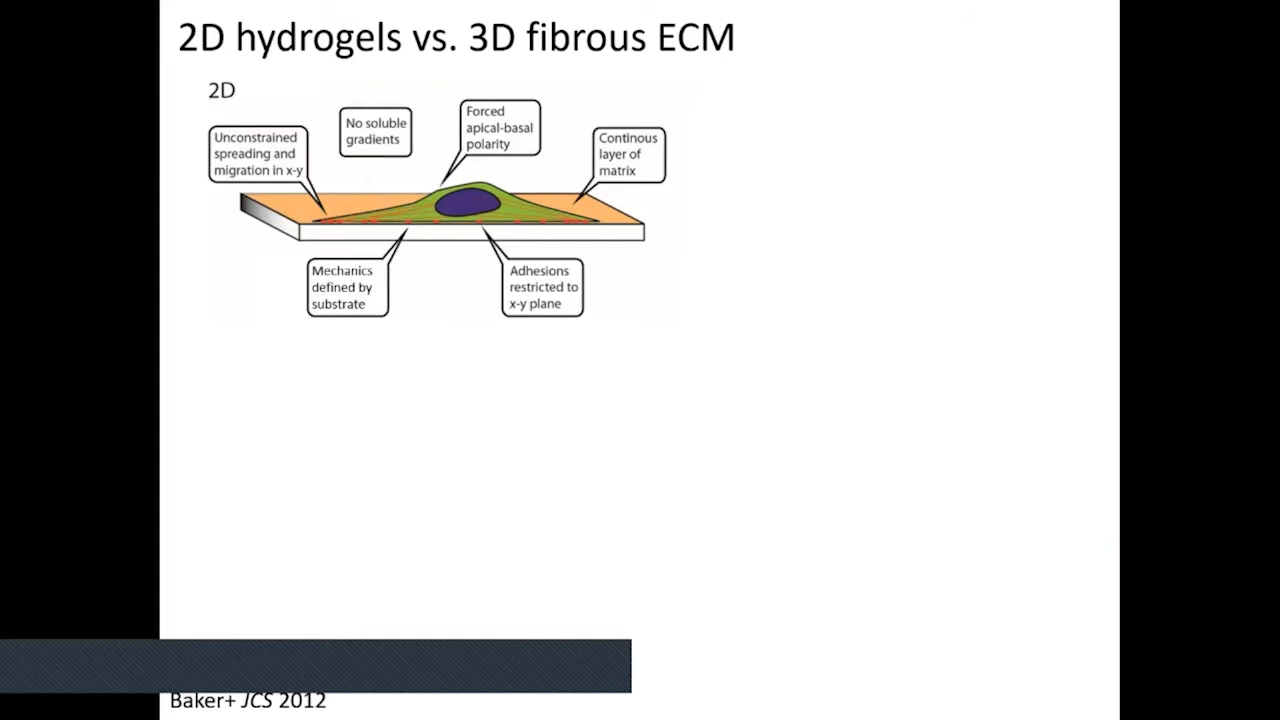 2D hydrogels vs. 3D fibrous ECM
2D
Unconstrained
spreading and
migration in x-y
No soluble
gradients
Forced
apical-basal
polarity
Continous
layer of
matrix
Mechanics
defined by
substrate
Adhesions
restricted to
x-y plane
Baker+ JCS 2012